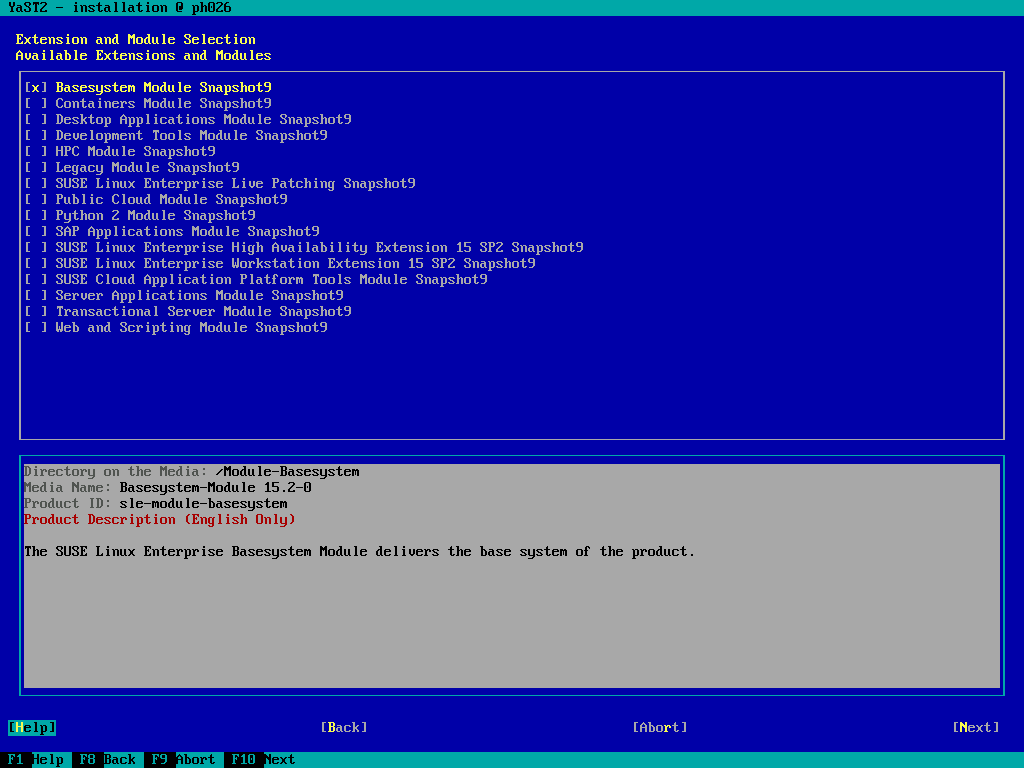 YaST2 - installation @ ph026
Extension and Module Selection
Available Extensions and Modules
[x] Basesystem Module Snapshot9
[ ] Containers Module Snapshot9
[ ] Desktop Applications Module Snapshot9
[ ] Development Tools Module Snapshot9
[ ] HPC Module Snapshot9
[ ] Legacy Module Snapshot9
[ ] SUSE Linux Enterprise Live Patching Snapshot9
[ ] Public Cloud Module Snapshot9
[ ] Python 2 Module Snapshot9
[ ] SAP Applications Module Snapshot9
[ ] SUSE Linux Enterprise High Availability Extension 15 SP2 Snapshot9
[ ] SUSE Linux Enterprise Workstation Extension 15 SP2 Snapshot9
[ ] SUSE Cloud Application Platform Tools Module Snapshot9
[ ] Server Applications Module Snapshot9
[ ] Transactional Server Module Snapshot9
[ ] Web and Scripting Module Snapshot9
Directory on the Media: /Module-Basesystem
Media Name: Basesystem-Module 15.2-0
Product ID: sle-module-basesystem
Product Description (English Only)
The SUSE Linux Enterprise Basesystem Module delivers the base system of the product.
[Help] [Back] [Abort] [Next]
F1 Help F8 Back F9 Abort F10 Next